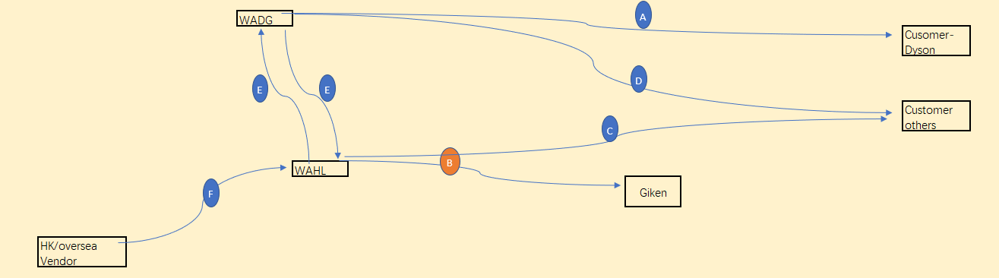 WADG
A
Cusomer-
Dyson
E
E
D
Customer
others
C
WAHL
B
Giken
F
HK/oversea
Vendor